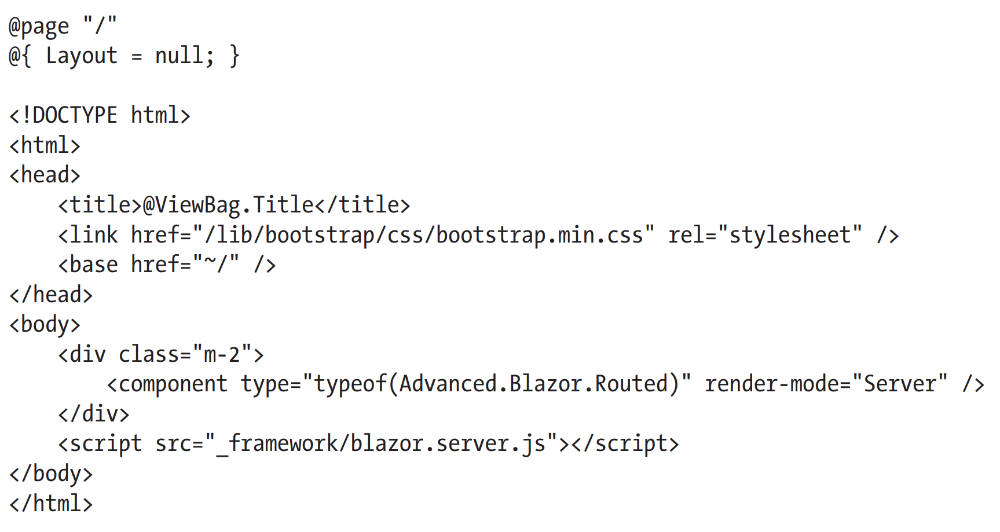 @page "/"
@{ Layout = null; }
<!DOCTYPE html>
<html>
<head>
    <title>@ViewBag.Title</title>
    <link href="/lib/bootstrap/css/bootstrap.min.css" rel="stylesheet" />
    <base href="~/" />
</head>
<body>
    <div class="m-2">
        <component type="typeof(Advanced.Blazor.Routed)" render-mode="Server" />
    </div>
    <script src="_framework/blazor.server.js"></script>
</body>
</html>